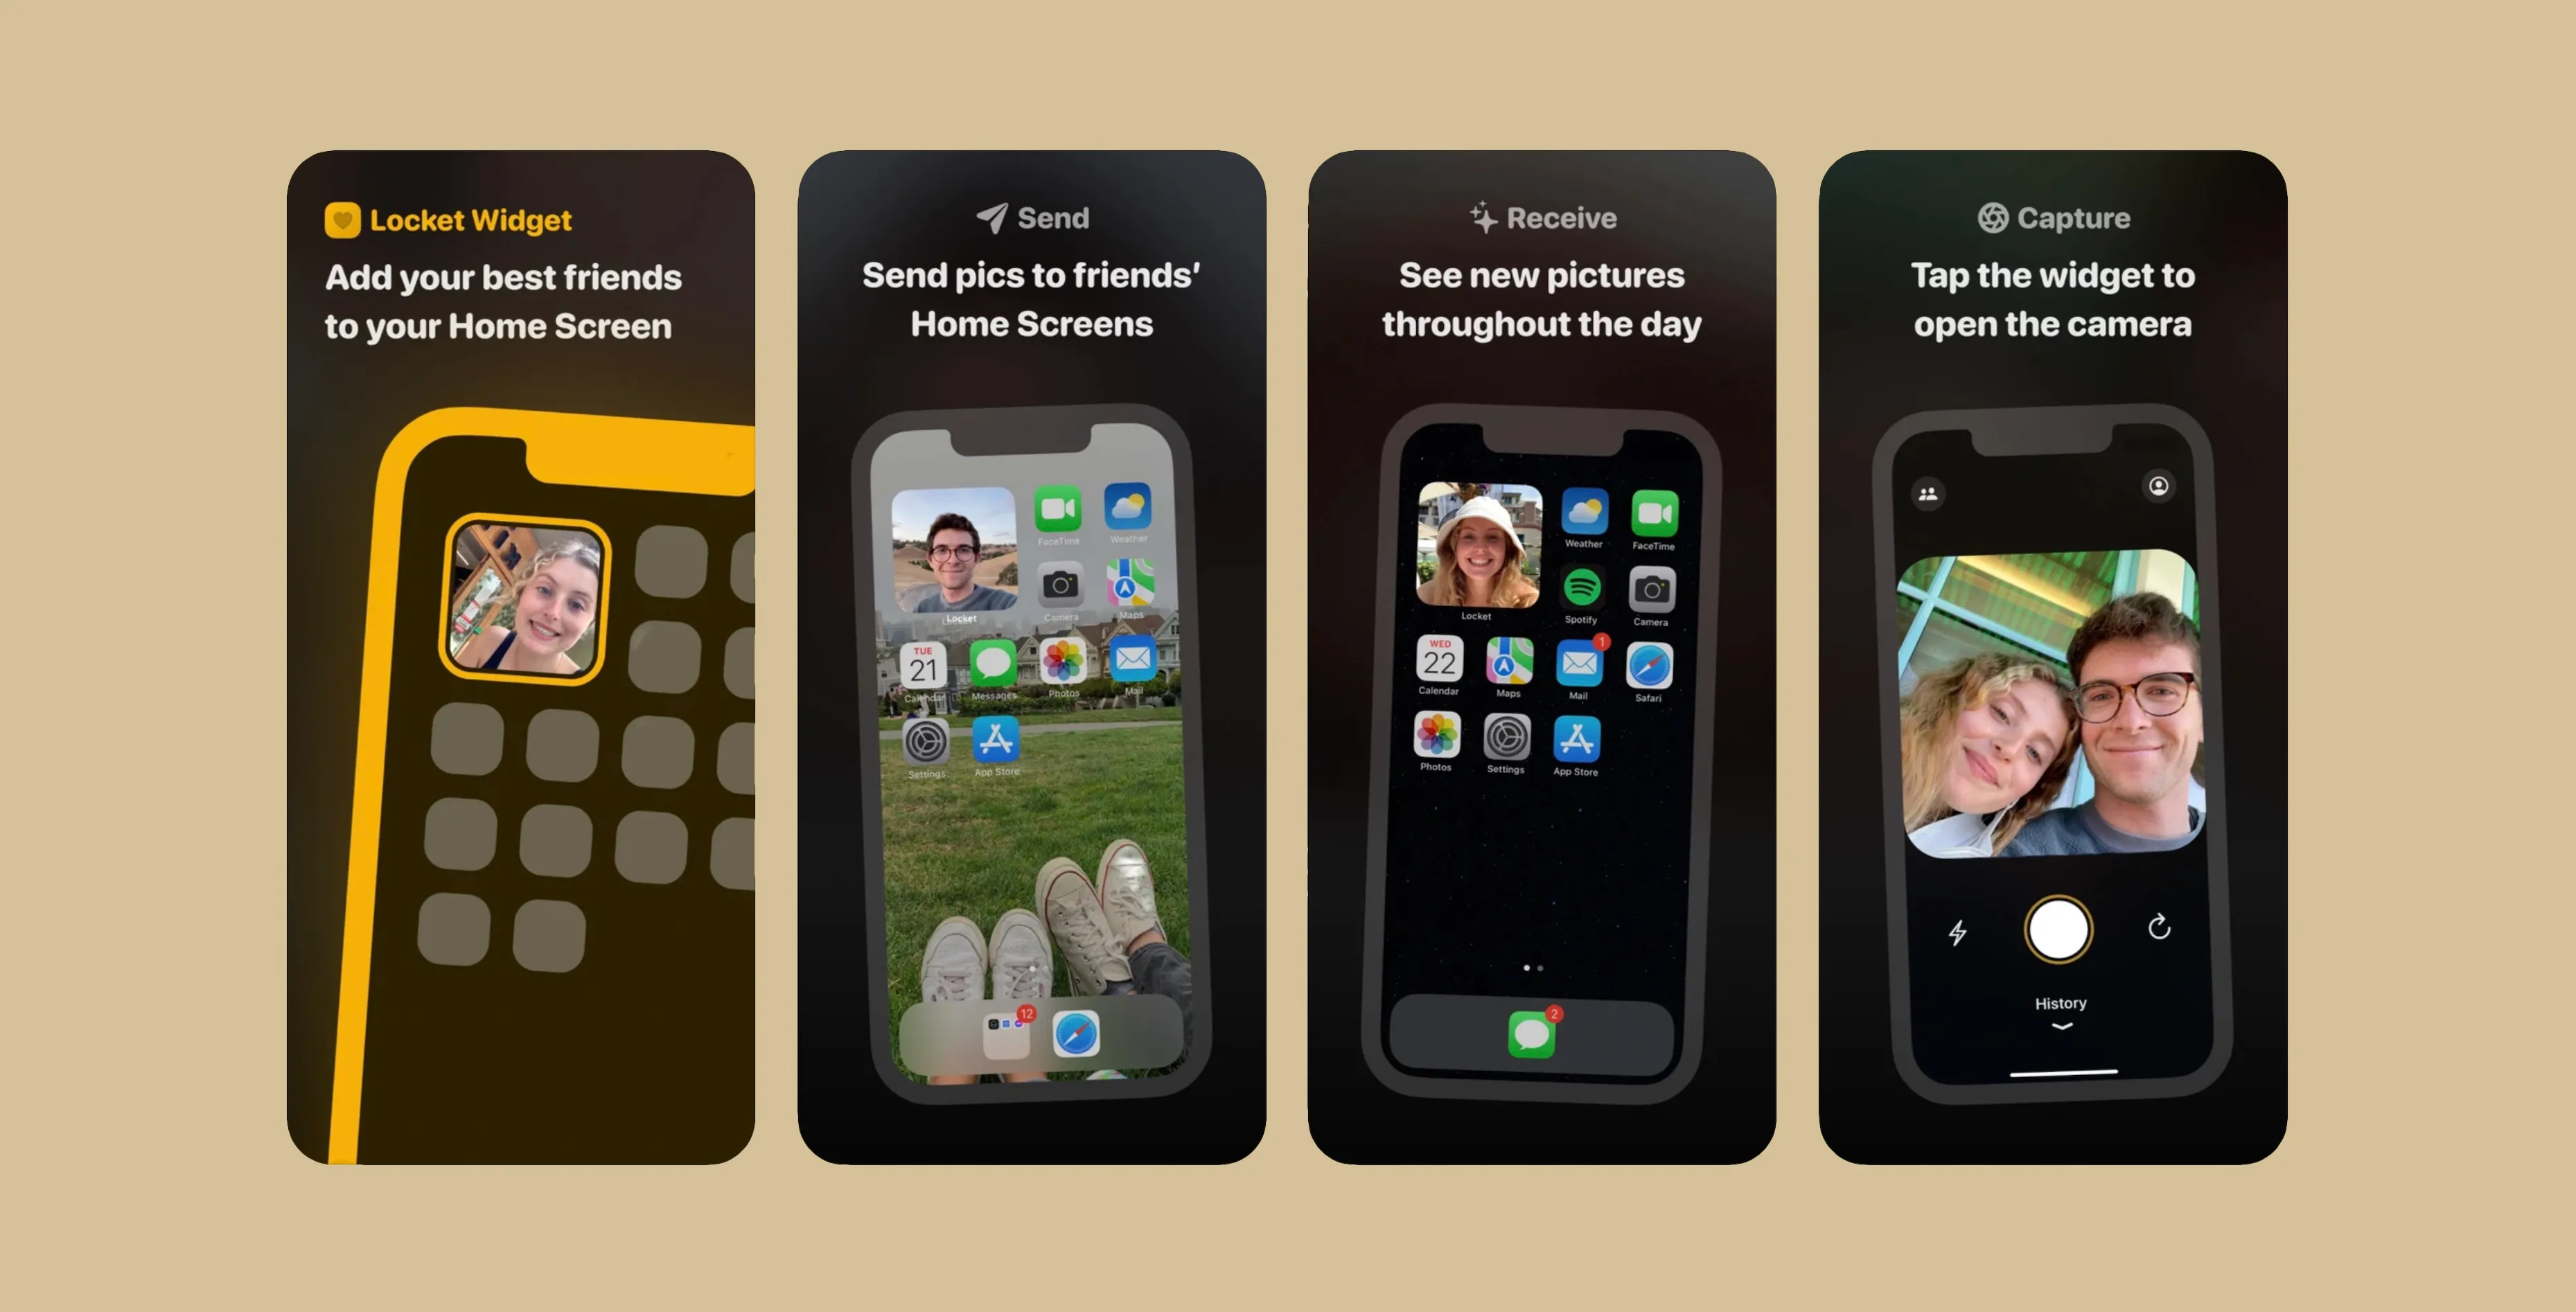 Locket Widget
Add your best friends
to your Home Screen
Send
Send pics to friends'
Home Screens
FaceTime
Weather
Locket
Camera
Maps
TUE
21
Calendar
Messages
Photos
Mail
Settings
App Store
12
Receive
See new pictures
throughout the day
Weather
FaceTime
Locket
Spotify
Camera
WED
22
1
Calendar
Maps
Mail
Safari
Photos
Settings
App Store
2
Capture
Tap the widget to
open the camera
History